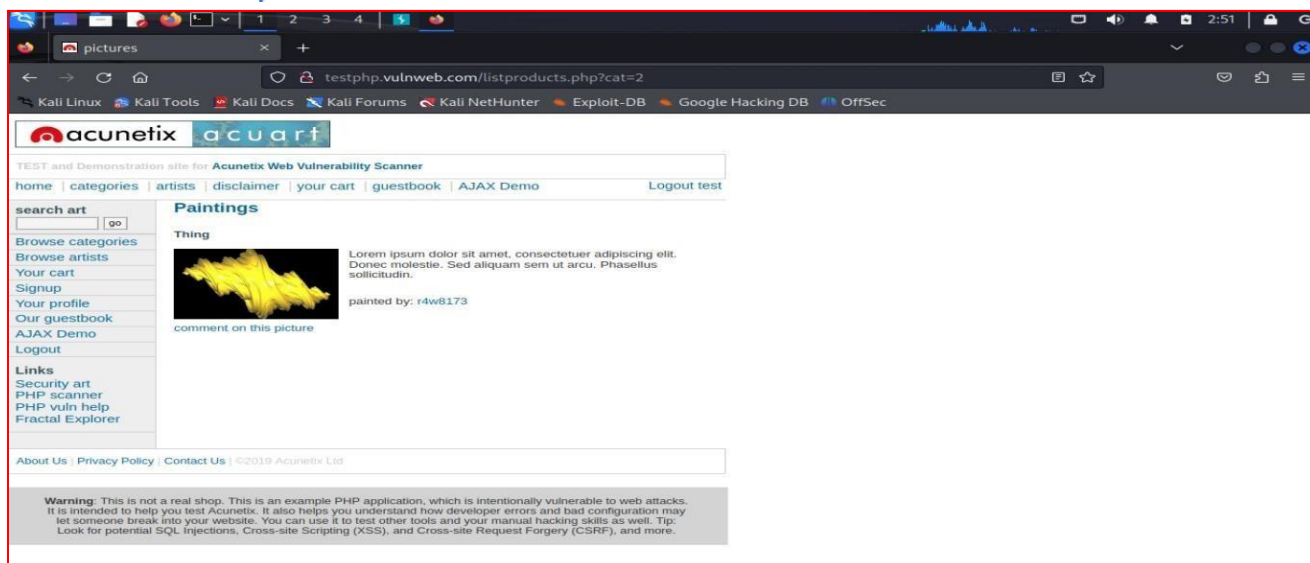 1 2 3 4
2:51
pictures
testphp.vulnweb.com/listproducts.php?cat=2
Kali Linux Kali Tools Kali Docs Kali Forums Kali NetHunter Exploit-DB Google Hacking DB OffSec
acunetix acuart
TEST and Demonstration site for Acunetix Web Vulnerability Scanner
home | categories | artists | disclaimer | your cart | guestbook | AJAX Demo Logout test
search art
go
Browse categories
Browse artists
Your cart
Signup
Your profile
Our guestbook
AJAX Demo
Logout
Links
Security art
PHP scanner
PHP vuln help
Fractal Explorer
Paintings
Thing
Lorem ipsum dolor sit amet, consectetuer adipiscing elit.
Donec molestie. Sed aliquam sem ut arcu. Phasellus
sollicitudin.
painted by: r4w8173
comment on this picture
About Us | Privacy Policy | Contact Us | ©2019 Acunetix Ltd
Warning: This is not a real shop. This is an example PHP application, which is intentionally vulnerable to web attacks.
It is intended to help you test Acunetix. It also helps you understand how developer errors and bad configuration may
let someone break into your website. You can use it to test other tools and your manual hacking skills as well. Tip:
Look for potential SQL Injections, Cross-site Scripting (XSS), and Cross-site Request Forgery (CSRF), and more.